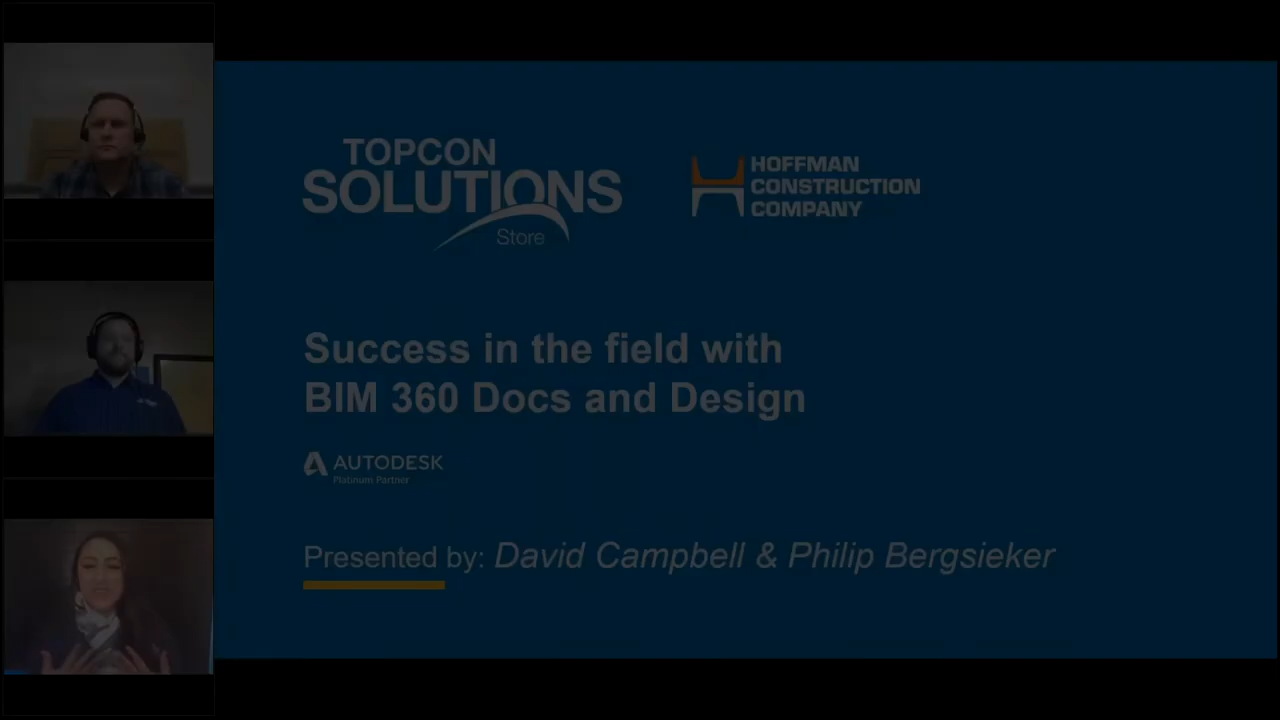 TOPCON
SOLUTIONS
Store
HOFFMAN
CONSTRUCTION
COMPANY
Success in the field with
BIM 360 Docs and Design
AUTODESK
Platinum Partner
Presented by: David Campbell & Philip Bergsieker